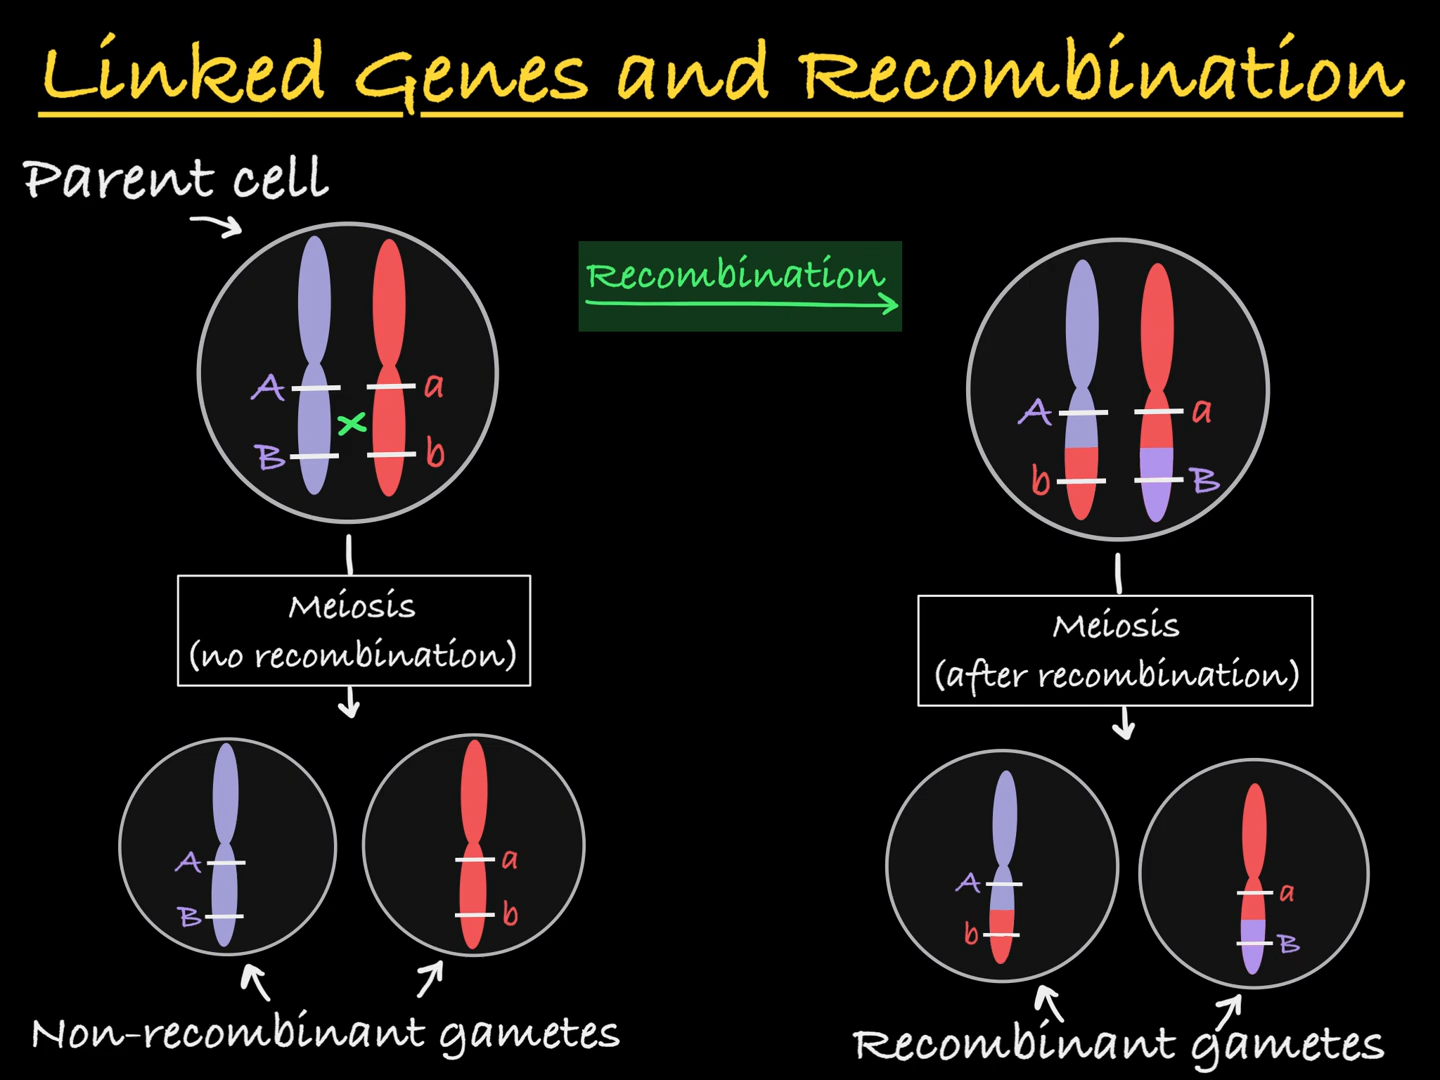 Linked Genes and Recombination
Parent cell
Recombination
A a
B b
A a
b B
Meiosis
(no recombination)
Meiosis
(after recombination)
A
B
a
b
A
b
a
B
Non-recombinant gametes
Recombinant gametes